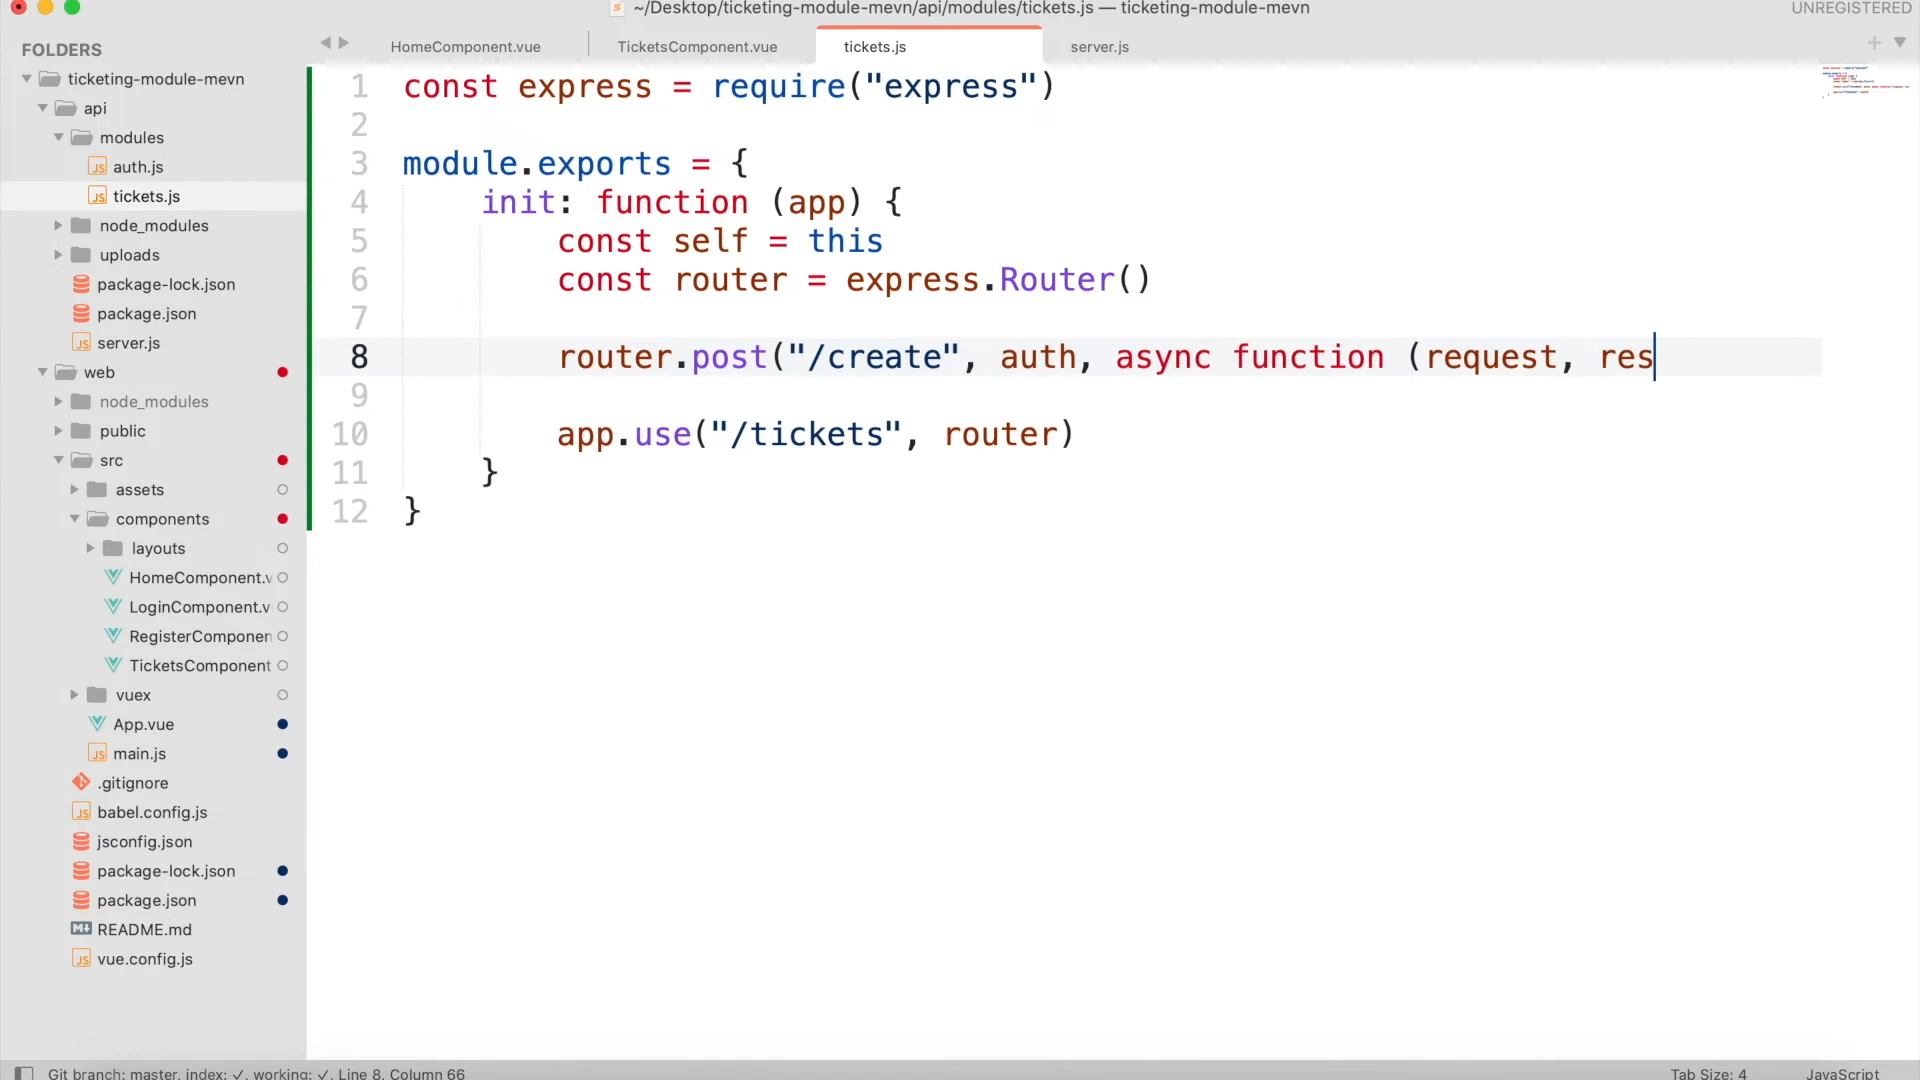 ~/Desktop/ticketing-module-mevn/api/modules/tickets.js — ticketing-module-mevn
UNREGISTERED
FOLDERS
ticketing-module-mevn
api
modules
auth.js
tickets.js
node_modules
uploads
package-lock.json
package.json
server.js
web
node_modules
public
src
assets
components
layouts
HomeComponent.v
LoginComponent.v
RegisterComponen
TicketsComponent
vuex
App.vue
main.js
.gitignore
babel.config.js
jsconfig.json
package-lock.json
package.json
README.md
vue.config.js
HomeComponent.vue
TicketsComponent.vue
tickets.js
server.js
1 const express = require("express")
2
3 module.exports = {
4 init: function (app) {
5 const self = this
6 const router = express.Router()
7
8 router.post("/create", auth, async function (request, res
9
10 app.use("/tickets", router)
11 }
12 }
Git branch: master, index: ✓, working: ✓, Line 8, Column 66
Tab Size: 4
JavaScript